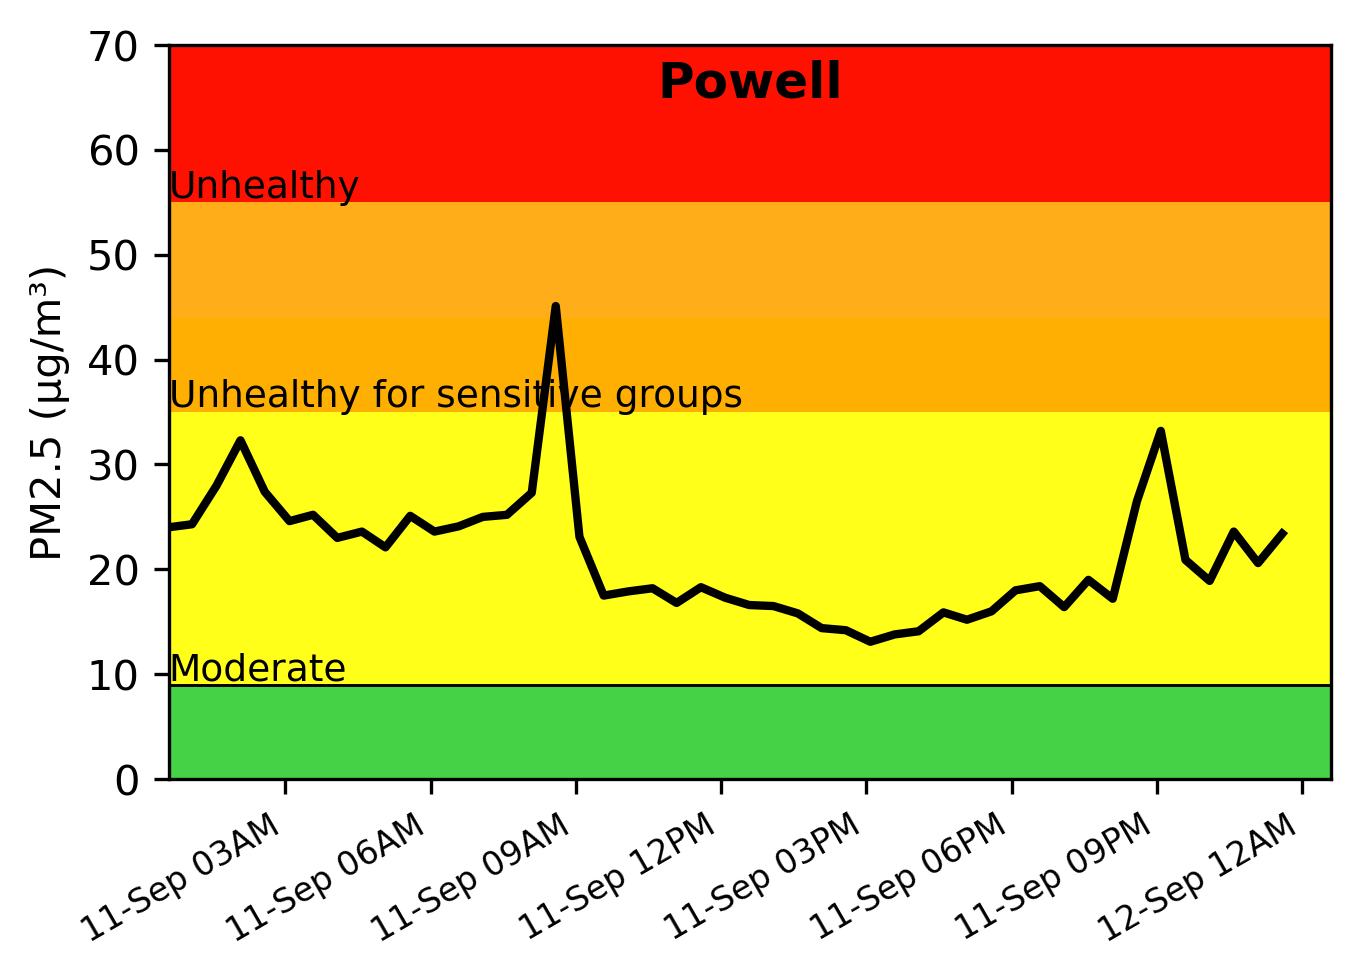 Powell
70
60
50
40
30
20
10
0
PM2.5 (µg/m³)
Unhealthy
Unhealthy for sensitive groups
Moderate
11-Sep 03AM
11-Sep 06AM
11-Sep 09AM
11-Sep 12PM
11-Sep 03PM
11-Sep 06PM
11-Sep 09PM
12-Sep 12AM